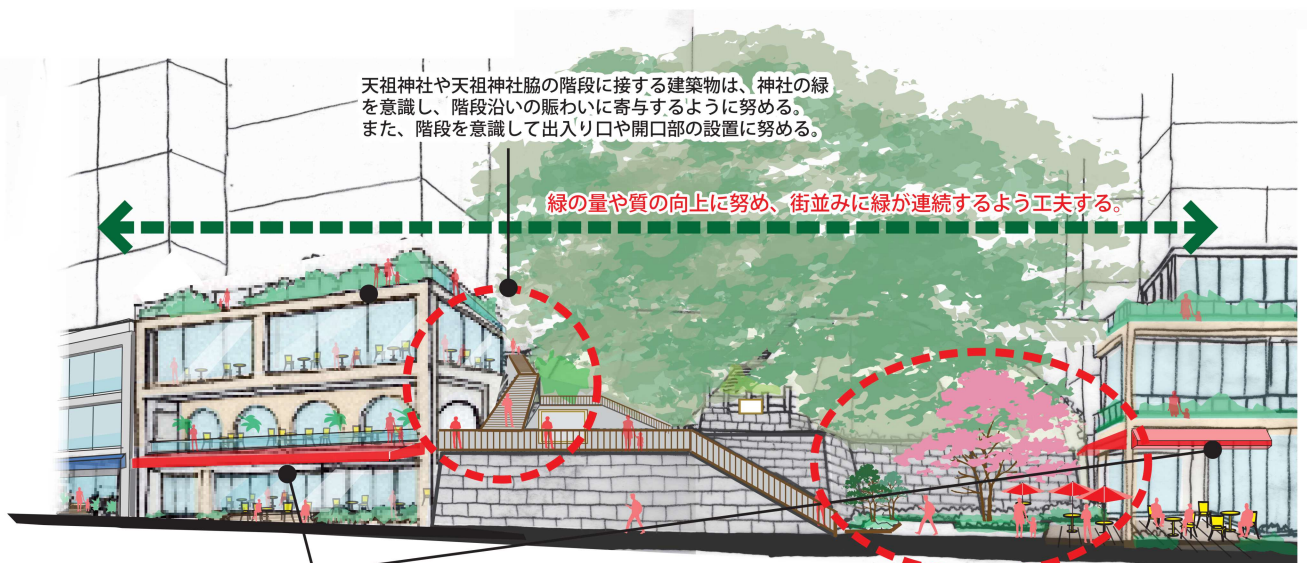 天祖神社や天祖神社脇の階段に接する建築物は、神社の緑
を意識し、階段沿いの賑わいに寄与するように努める。
また、階段を意識して出入り口や開口部の設置に努める。
緑の量や質の向上に努め、街並みに緑が連続するよう工夫する。